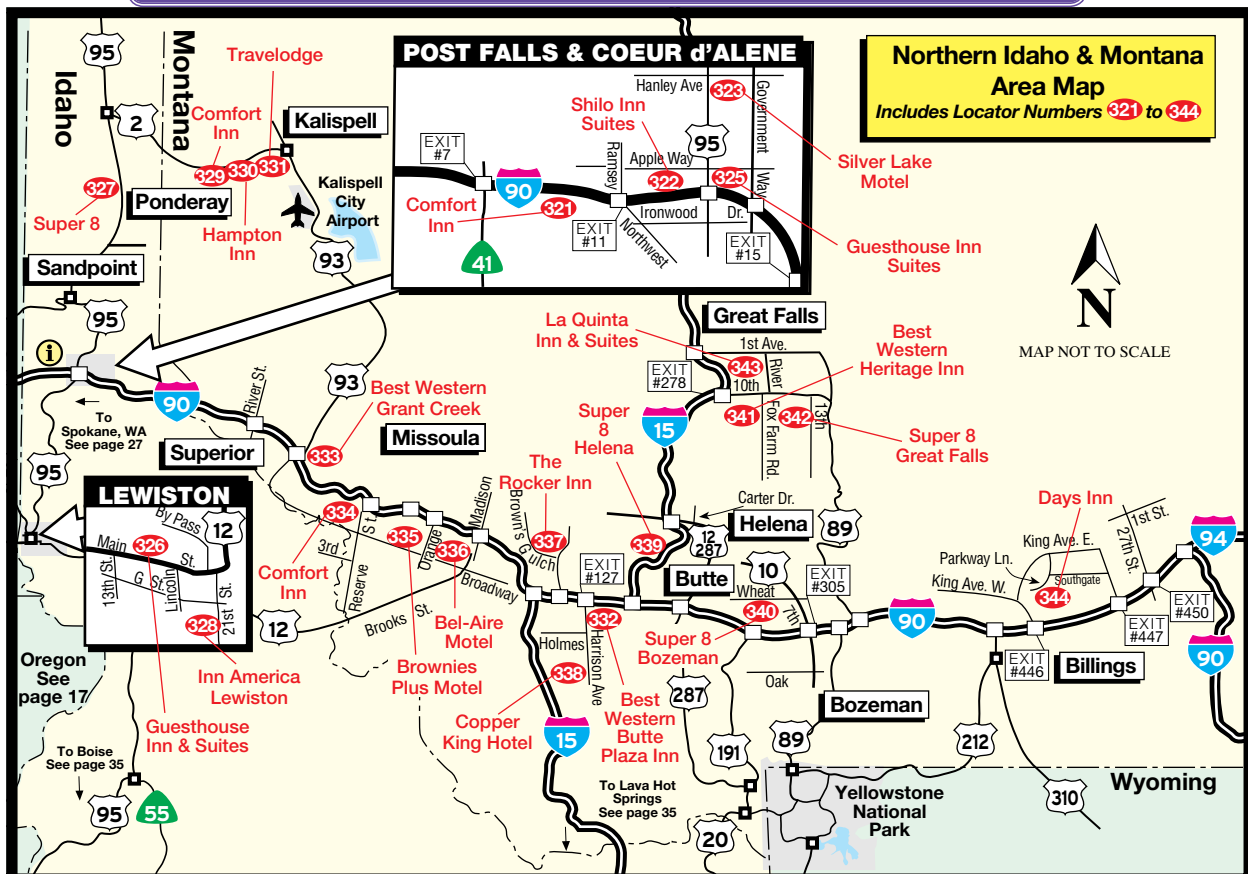 Northern Idaho & Montana
Area Map
Includes Locator Numbers 321 to 344
N
MAP NOT TO SCALE
POST FALLS & COEUR d'ALENE
Hanley Ave
323
Government
Way
Shilo Inn
Suites
95
Silver Lake
Motel
EXIT
#7
Ramsey
Apple Way
322
325
90
Comfort
Inn
321
Ironwood
Dr.
EXIT
#11
Northwest
EXIT
#15
41
Guesthouse Inn
Suites
Idaho
Montana
95
2
Travelodge
Comfort
Inn
Kalispell
329
330
331
327
Super 8
Ponderay
Hampton
Inn
Kalispell
City
Airport
93
Sandpoint
95
i
90
To
Spokane, WA
See page 27
River St.
93
Best Western
Grant Creek
Superior
333
Missoula
95
LEWISTON
By Pass
12
Main
St.
326
G St.
13th St.
Lincoln
21st St.
328
12
Oregon
See
page 17
Inn America
Lewiston
Guesthouse
Inn & Suites
To Boise
See page 35
95
55
334
Comfort
Inn
3rd
Reserve
St.
335
Orange
336
Madison
Broadway
Brooks St.
Bel-Aire
Motel
Brownies
Plus Motel
The
Rocker Inn
Brown's Gulch
337
EXIT
#127
Super
8
Helena
339
Holmes
338
Harrison Ave
332
Copper
King Hotel
15
Best
Western
Butte
Plaza Inn
To Lava Hot
Springs
See page 35
Great Falls
La Quinta
Inn & Suites
1st Ave.
EXIT
#278
343
River
10th
Best
Western
Heritage Inn
341
Fox Farm Rd.
342
13th
Super 8
Great Falls
15
Carter Dr.
Helena
12
287
Butte
10
89
EXIT
#305
Wheat
340
7th
Super 8
Bozeman
Oak
90
Bozeman
287
191
89
20
Yellowstone
National
Park
Days Inn
King Ave. E.
Parkway Ln.
King Ave. W.
Southgate
344
27th St.
1st St.
94
EXIT
#450
EXIT
#447
EXIT
#446
Billings
90
212
310
Wyoming